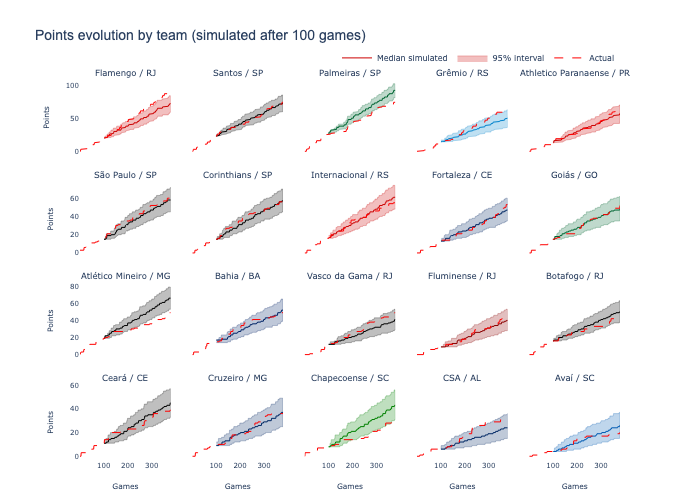 Points evolution by team (simulated after 100 games)
Median simulated 95% interval Actual
Flamengo / RJ Santos / SP Palmeiras / SP Grêmio / RS Athletico Paranaense / PR
100
50
0
Points
São Paulo / SP Corinthians / SP Internacional / RS Fortaleza / CE Goiás / GO
60
40
20
0
Points
Atlético Mineiro / MG Bahia / BA Vasco da Gama / RJ Fluminense / RJ Botafogo / RJ
80
60
40
20
0
Points
Ceará / CE Cruzeiro / MG Chapecoense / SC CSA / AL Avaí / SC
60
40
20
0
Points
100 200 300 100 200 300 100 200 300 100 200 300 100 200 300
Games Games Games Games Games